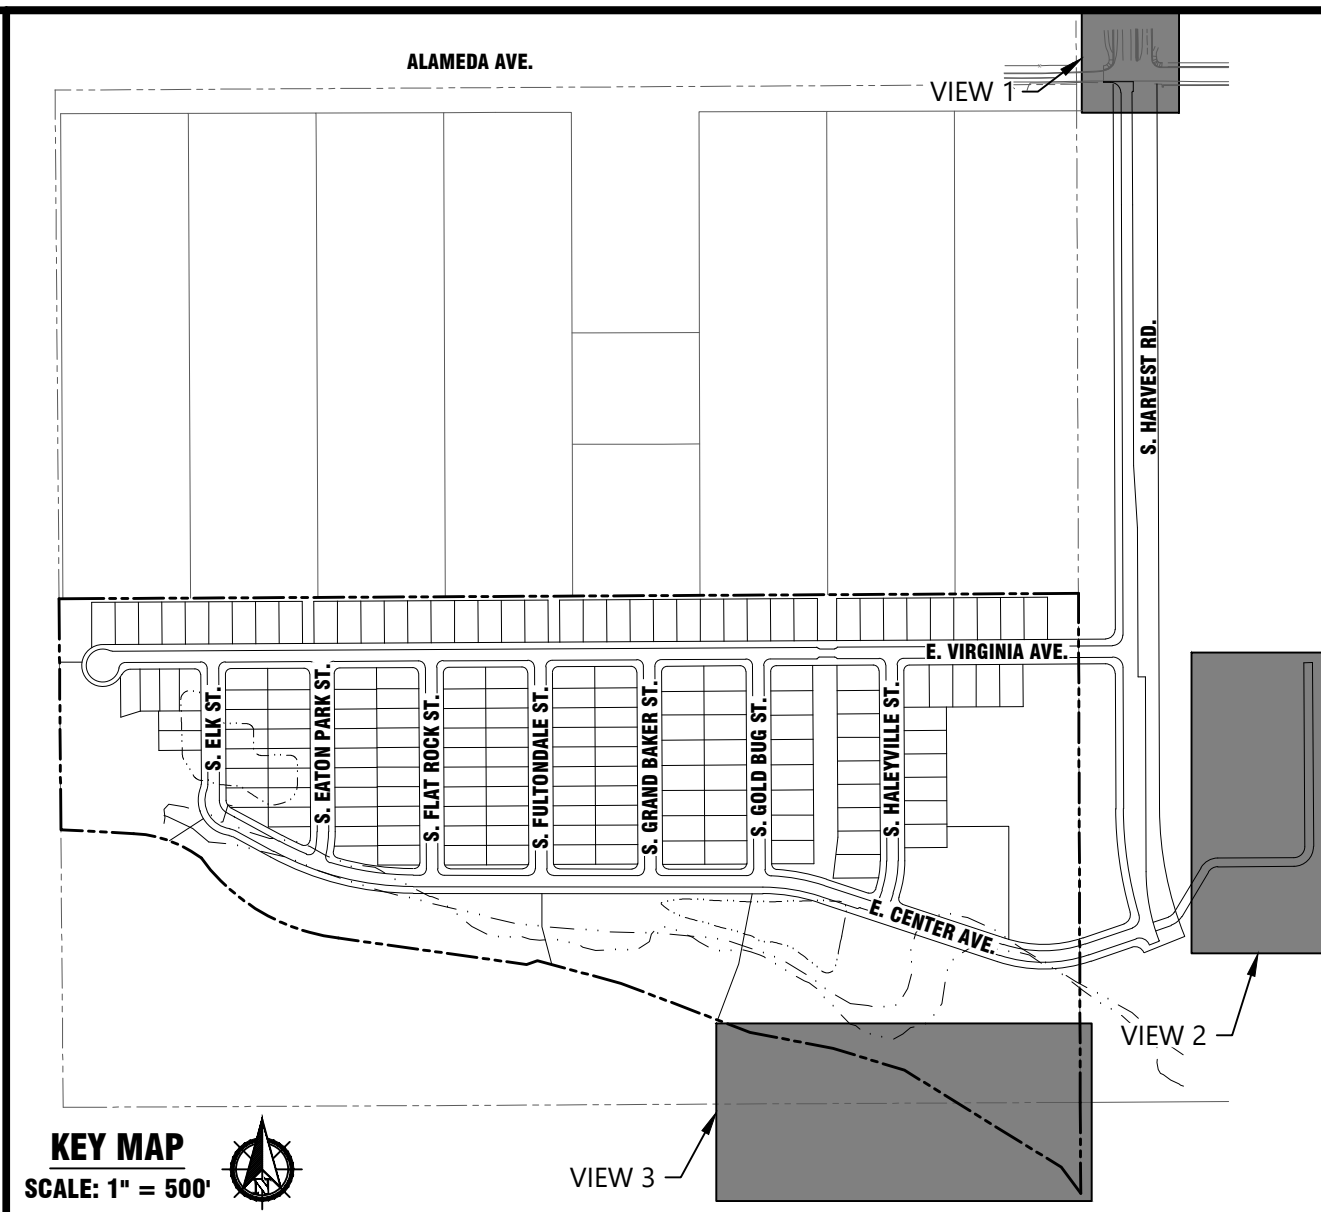 ALAMEDA AVE.
VIEW 1
S. HARVEST RD.
E. VIRGINIA AVE.
S. ELK ST.
S. EATON PARK ST.
S. FLAT ROCK ST.
S. FULTONDALE ST.
S. GRAND BAKER ST.
S. GOLD BUG ST.
S. HALEYVILLE ST.
E. CENTER AVE.
VIEW 2
VIEW 3
KEY MAP
SCALE: 1" = 500'
N